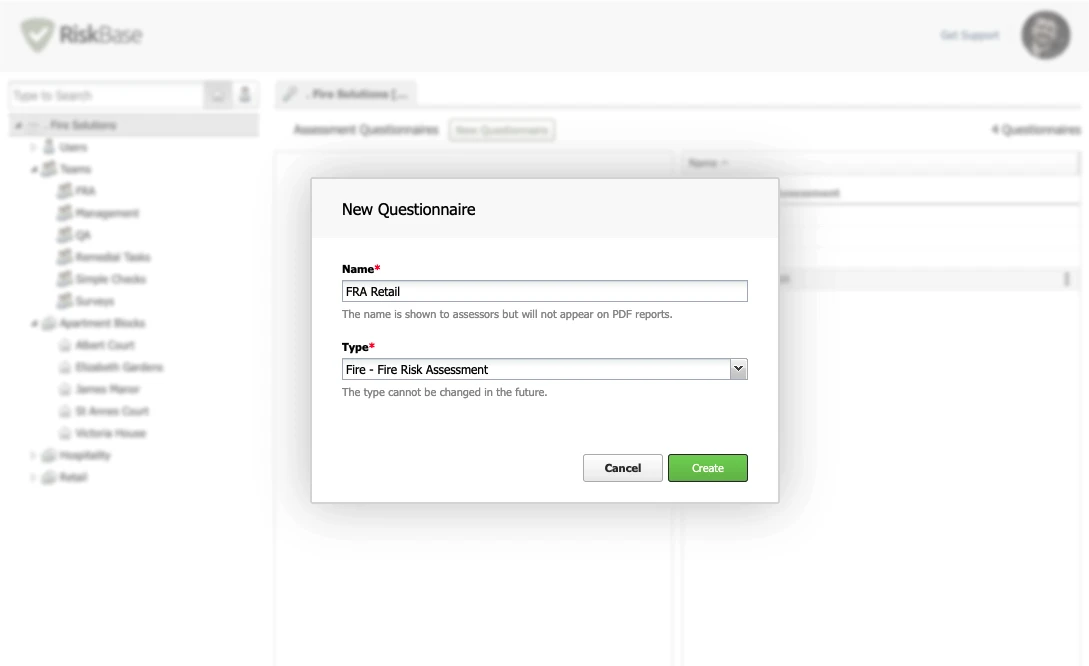 RiskBase
Get Support
Type to Search
. Fire Solutions [...
. Fire Solutions
Assessment Questionnaires
New Questionnaire
4 Questionnaires
Users
Teams
Name
FRA
Management
QA
Remedial Tasks
Simple Checks
Surveys
Apartment Blocks
Albert Court
Elizabeth Gardens
James Manor
St Annes Court
Victoria House
Hospitality
Retail
New Questionnaire
Name*
FRA Retail
The name is shown to assessors but will not appear on PDF reports.
Type*
Fire - Fire Risk Assessment
The type cannot be changed in the future.
Cancel
Create